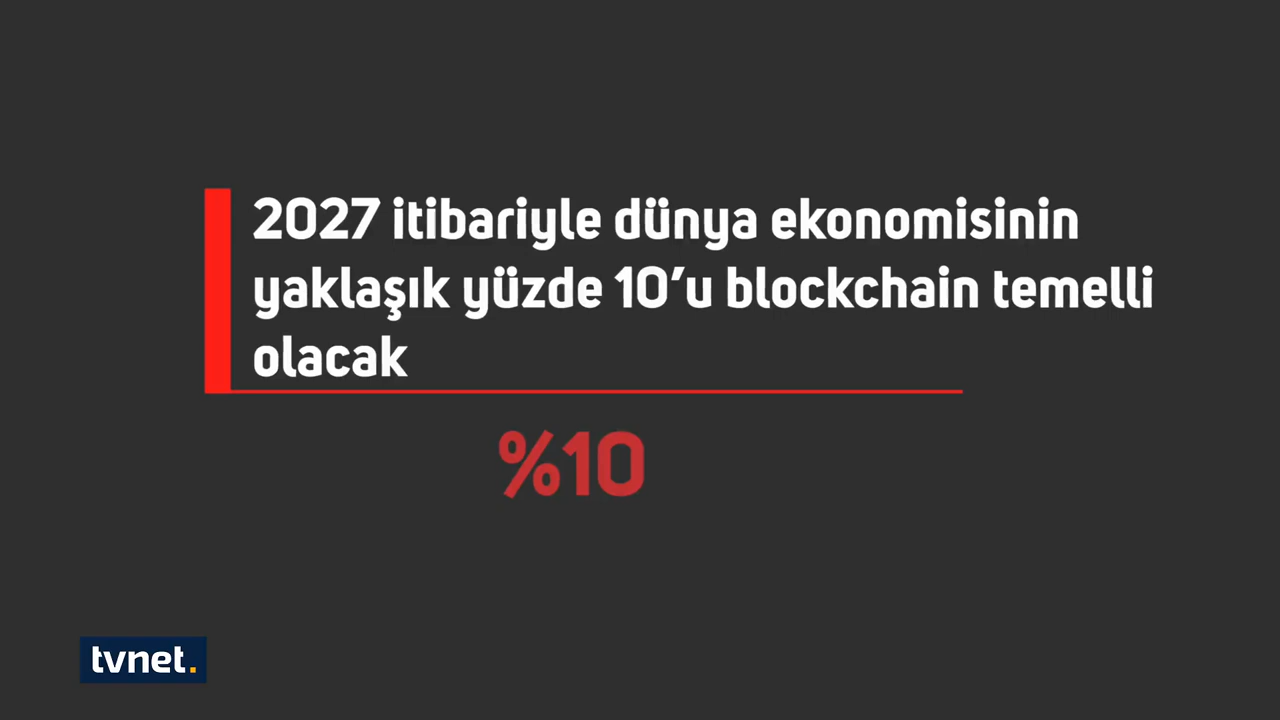 2027 itibariyle dünya ekonomisinin
yaklaşık yüzde 10’u blockchain temelli
olacak
%10
tvnet.